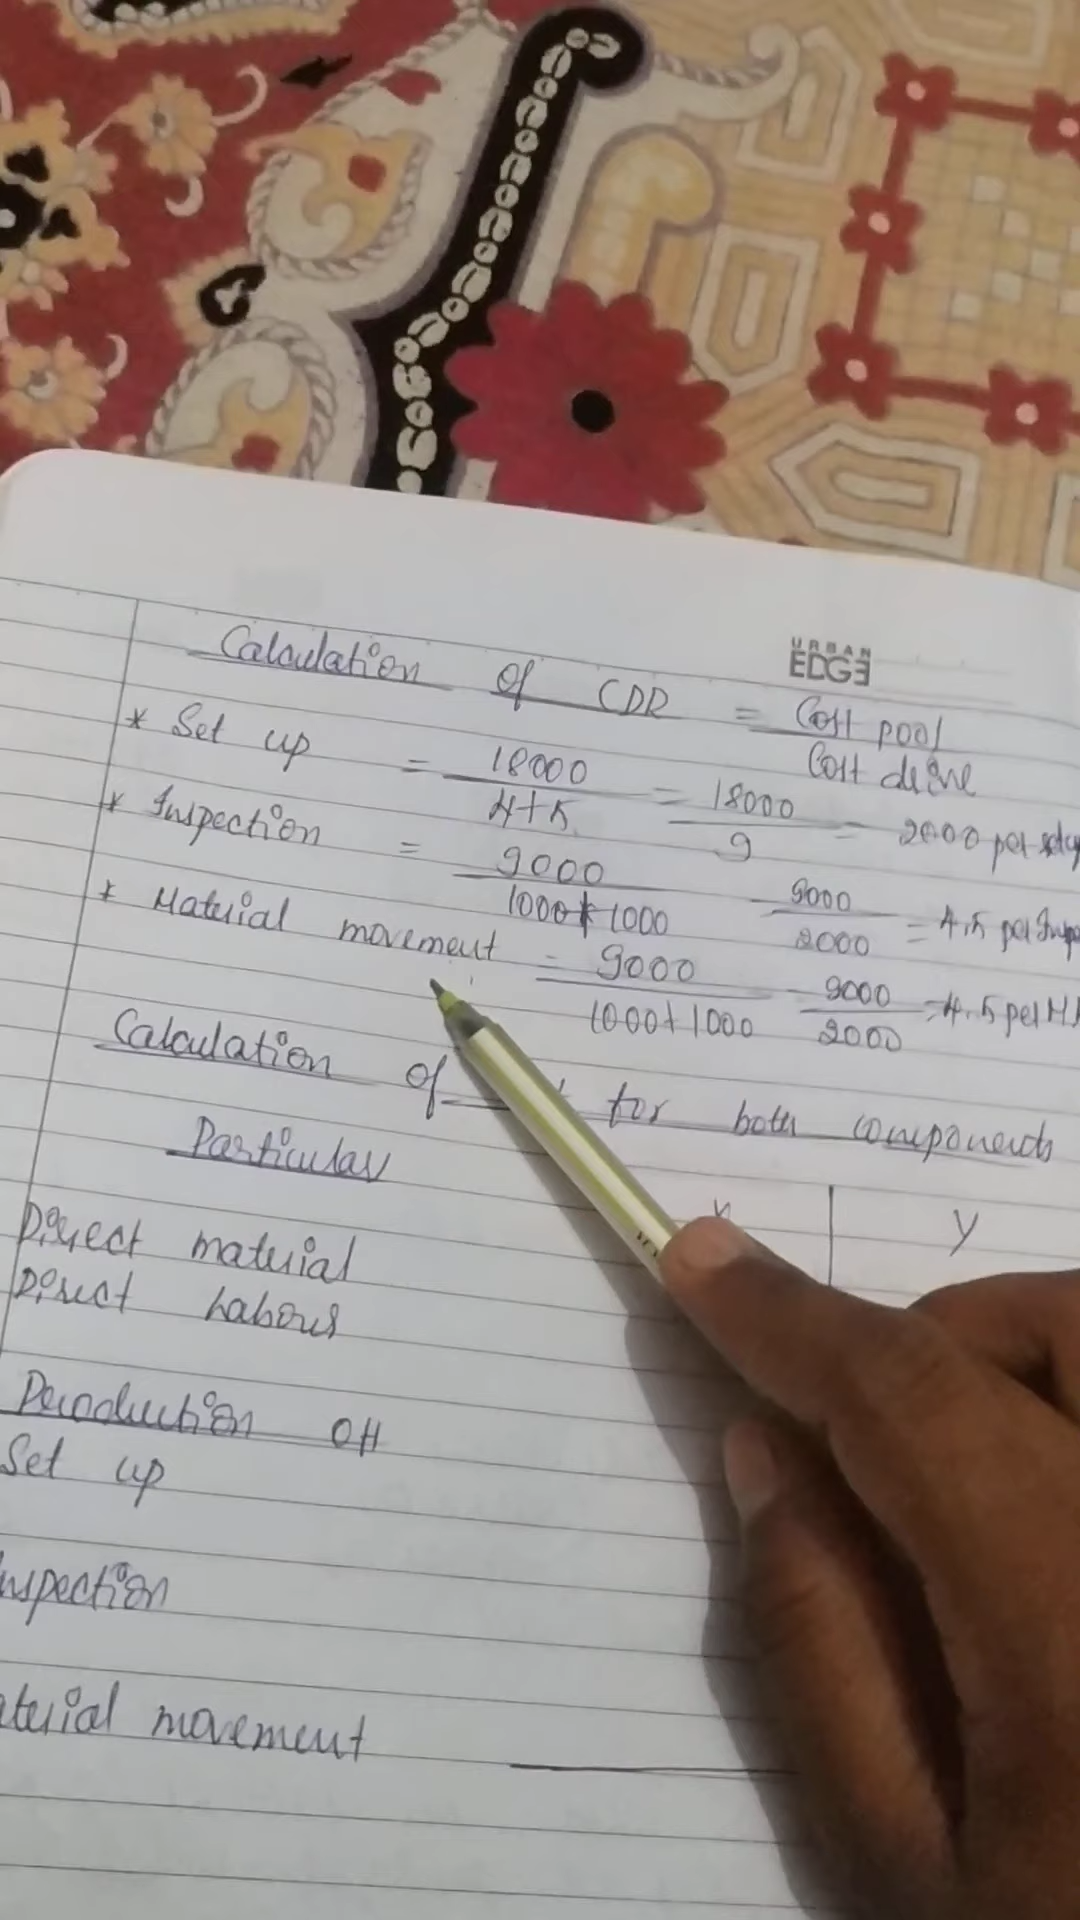 URBAN
EDGE
Calculation of CDR = Cost pool
Cost drive
* Set up = 18000 = 18000 = 2000 per setup
4+5 9
* Inspection = 9000 9000 = 4.5 per Insp
1000+1000 2000
* Material movement = 9000 9000 = 4.5 per M
1000+1000 2000
Calculation of for both components
Particular Y
Direct material
Direct Labour
Production OH
Set up
nspection
aterial movement